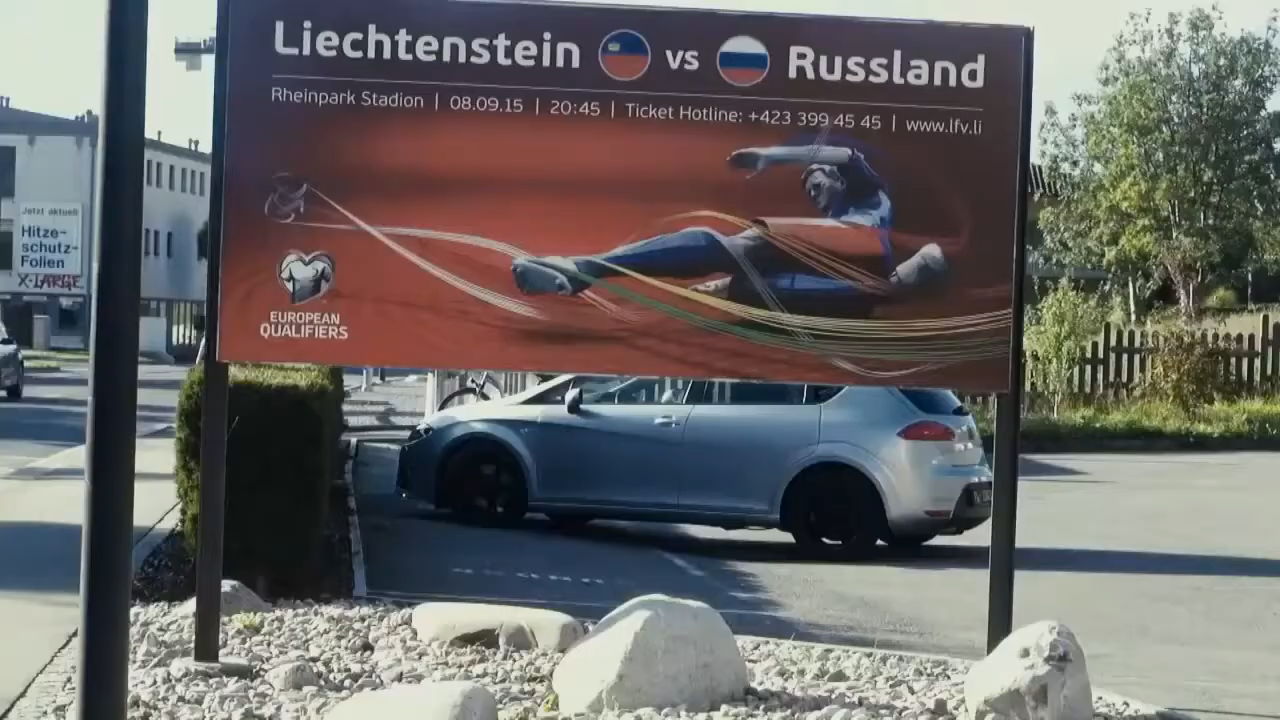 Liechtenstein vs Russland
Rheinpark Stadion | 08.09.15 | 20:45 | Ticket Hotline: +423 399 45 45 | www.lfv.li
EUROPEAN
QUALIFIERS
Jetzt aktuell
Hitze-
schutz-
Folien
X-LARGE